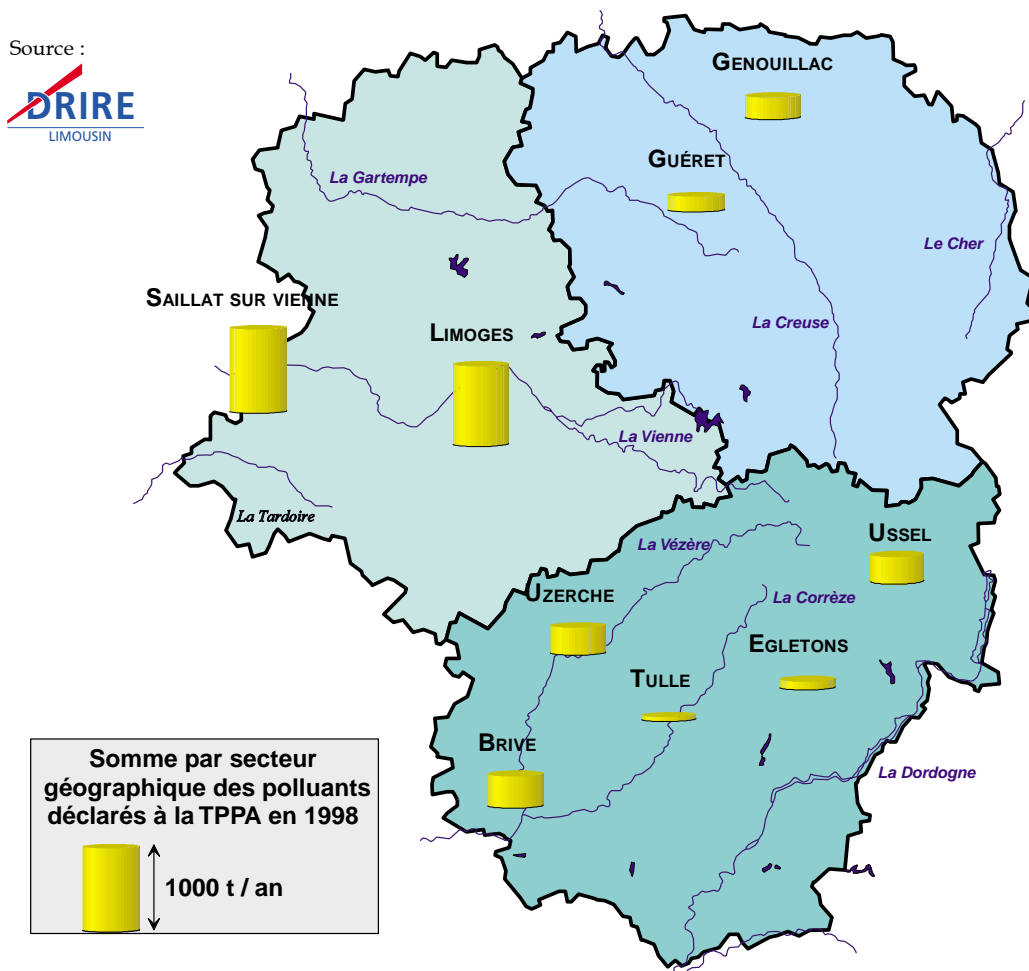 Source :
DRIRE
LIMOUSIN
GENOUILLAC
GUÉRET
La Gartempe
Le Cher
SAILLAT SUR VIENNE
LIMOGES
La Creuse
La Vienne
La Tardoire
La Vézère
USSEL
UZERCHE
La Corrèze
EGLETONS
TULLE
BRIVE
La Dordogne
Somme par secteur
géographique des polluants
déclarés à la TPPA en 1998
1000 t / an